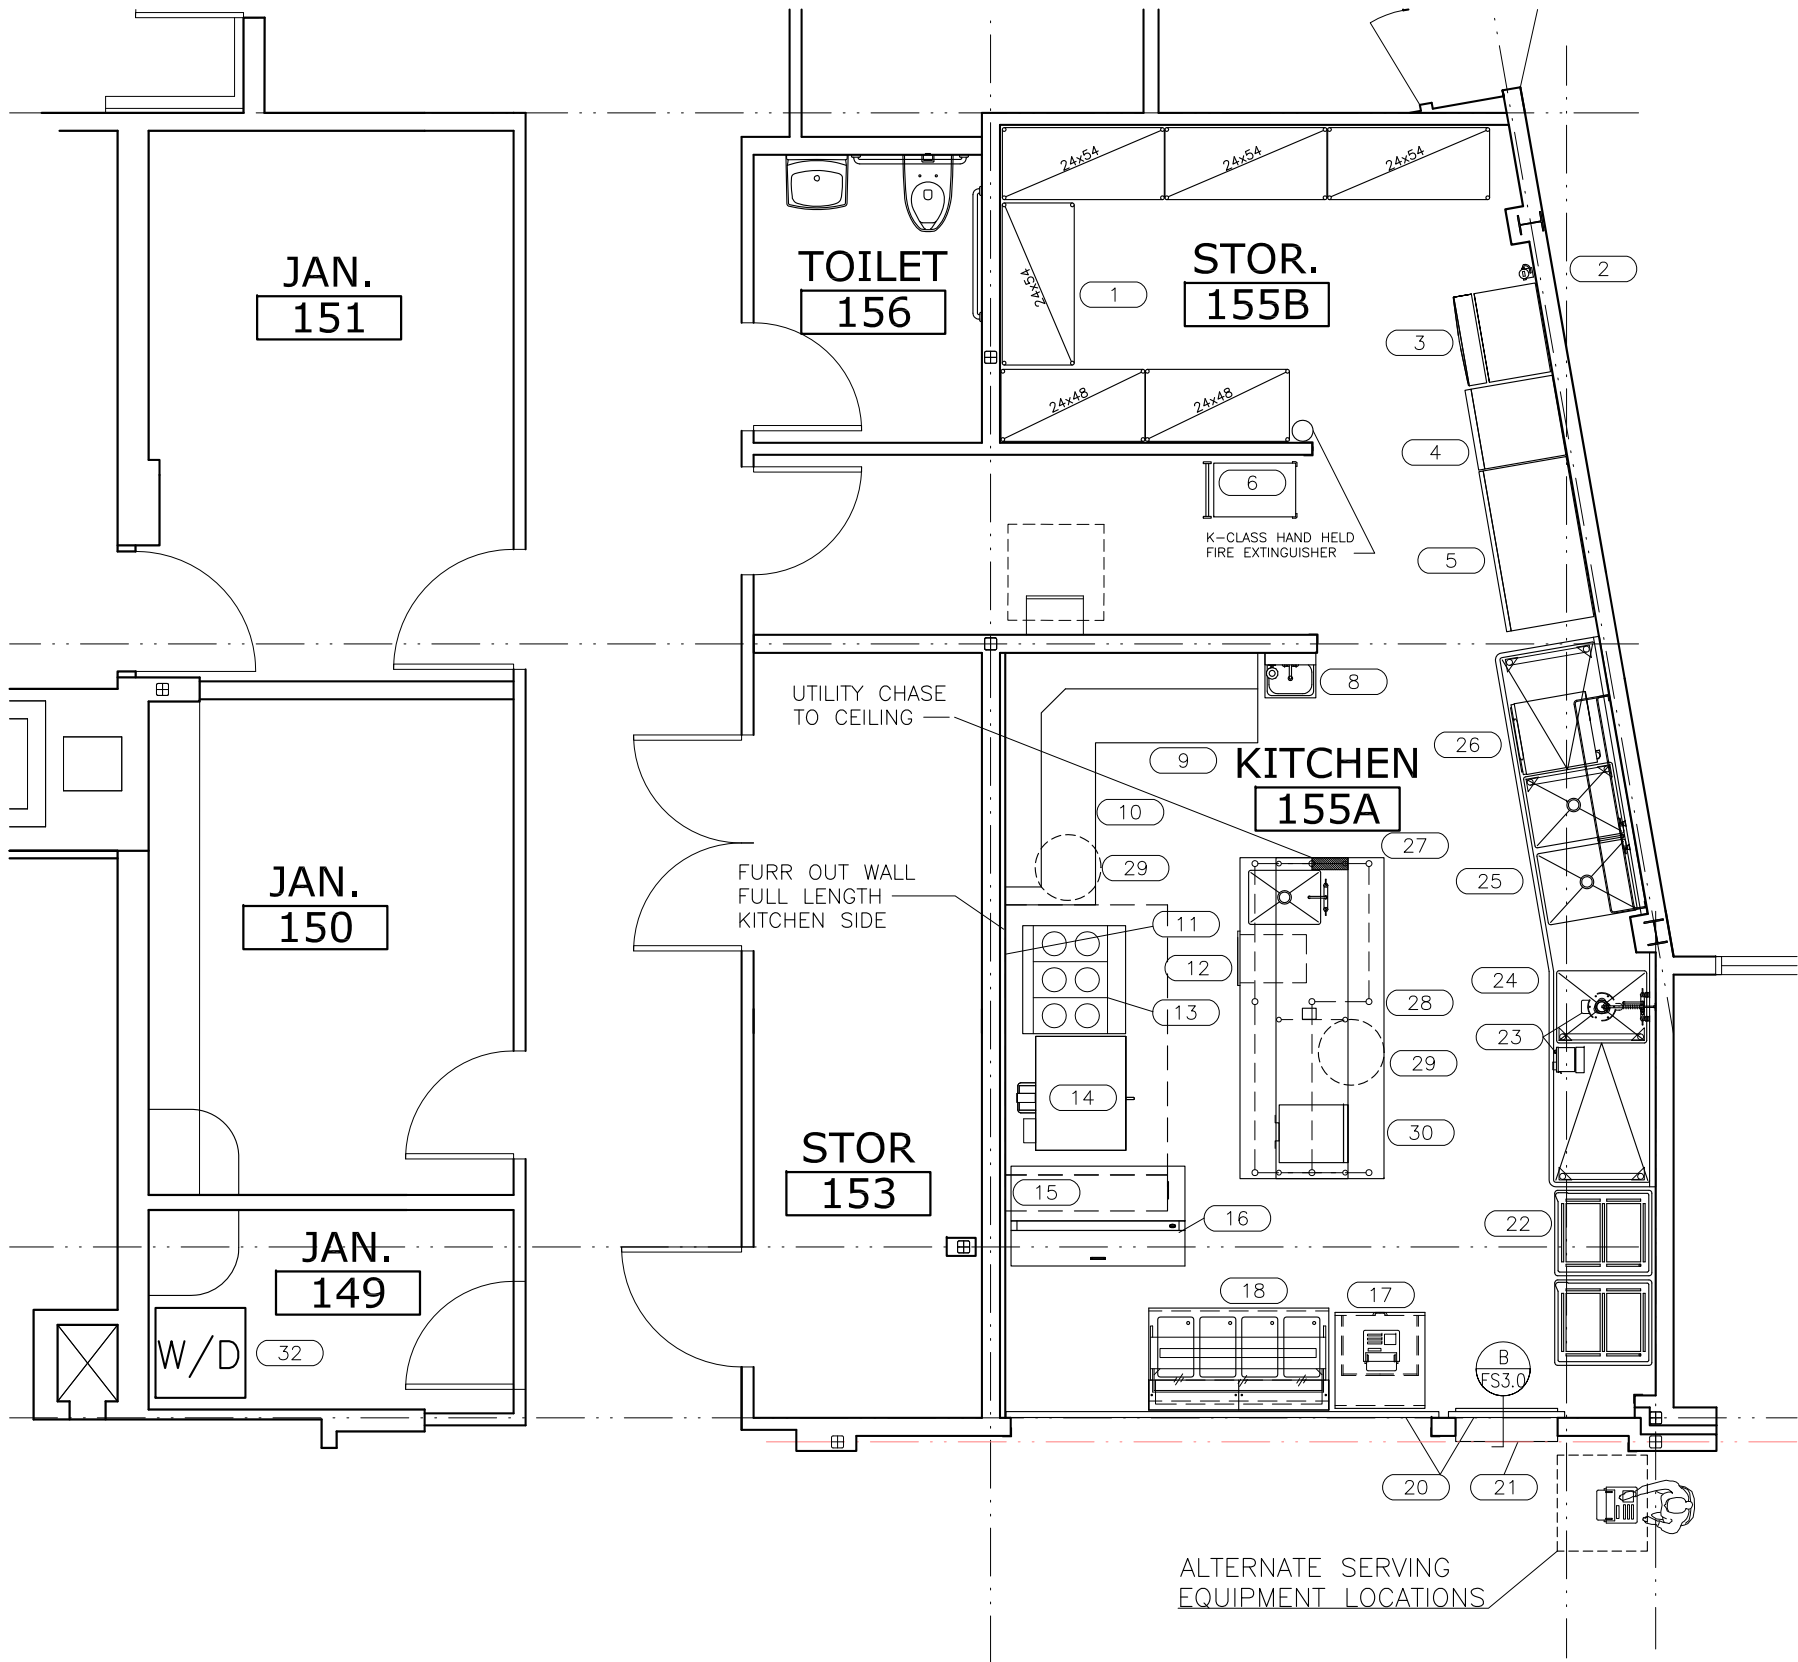 24x54
24x54
24x54
JAN.
151
TOILET
156
24x54
1
STOR.
155B
2
3
24x48
24x48
4
6
K-CLASS HAND HELD
FIRE EXTINGUISHER
5
UTILITY CHASE
TO CEILING
8
9
KITCHEN
155A
26
10
27
FURR OUT WALL
FULL LENGTH
KITCHEN SIDE
29
25
JAN.
150
11
12
24
13
28
23
29
14
30
STOR
153
15
16
22
JAN.
149
18
17
W/D
32
B
FS3.0
20
21
ALTERNATE SERVING
EQUIPMENT LOCATIONS